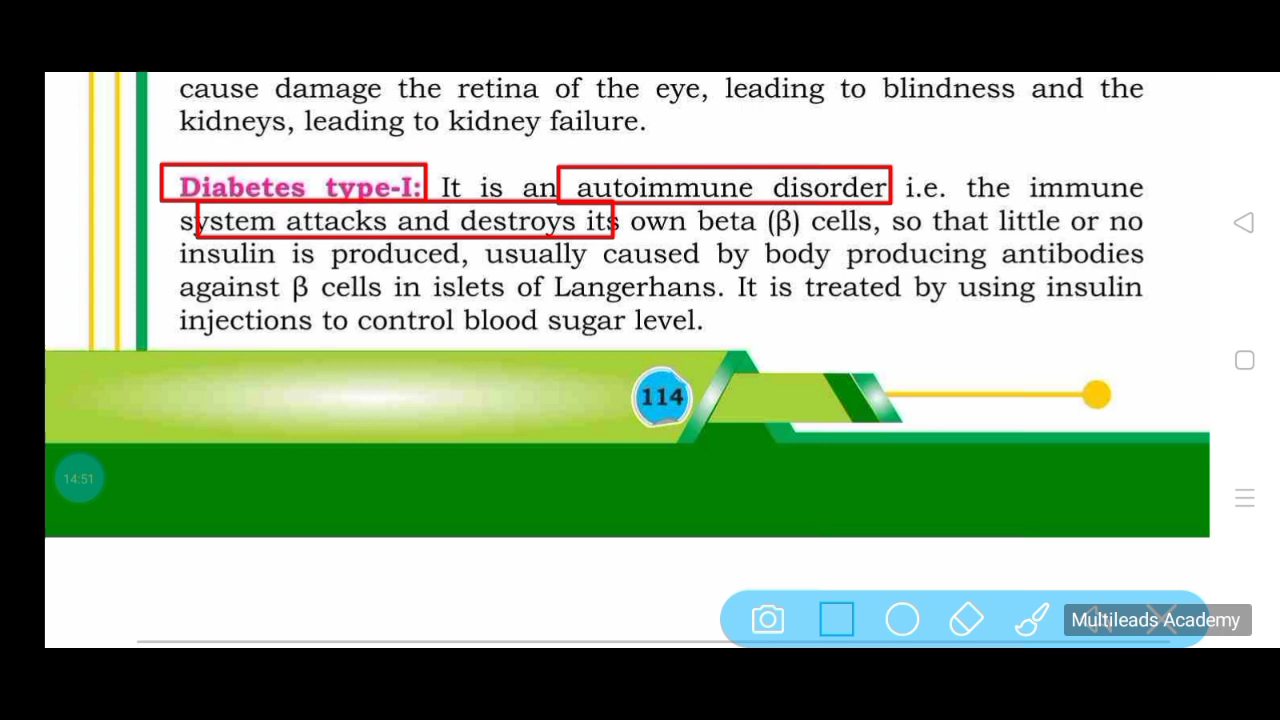 cause damage the retina of the eye, leading to blindness and the
kidneys, leading to kidney failure.
Diabetes type-I: It is an autoimmune disorder i.e. the immune
system attacks and destroys its own beta (β) cells, so that little or no
insulin is produced, usually caused by body producing antibodies
against β cells in islets of Langerhans. It is treated by using insulin
injections to control blood sugar level.
114
14:51
Multileads Academy